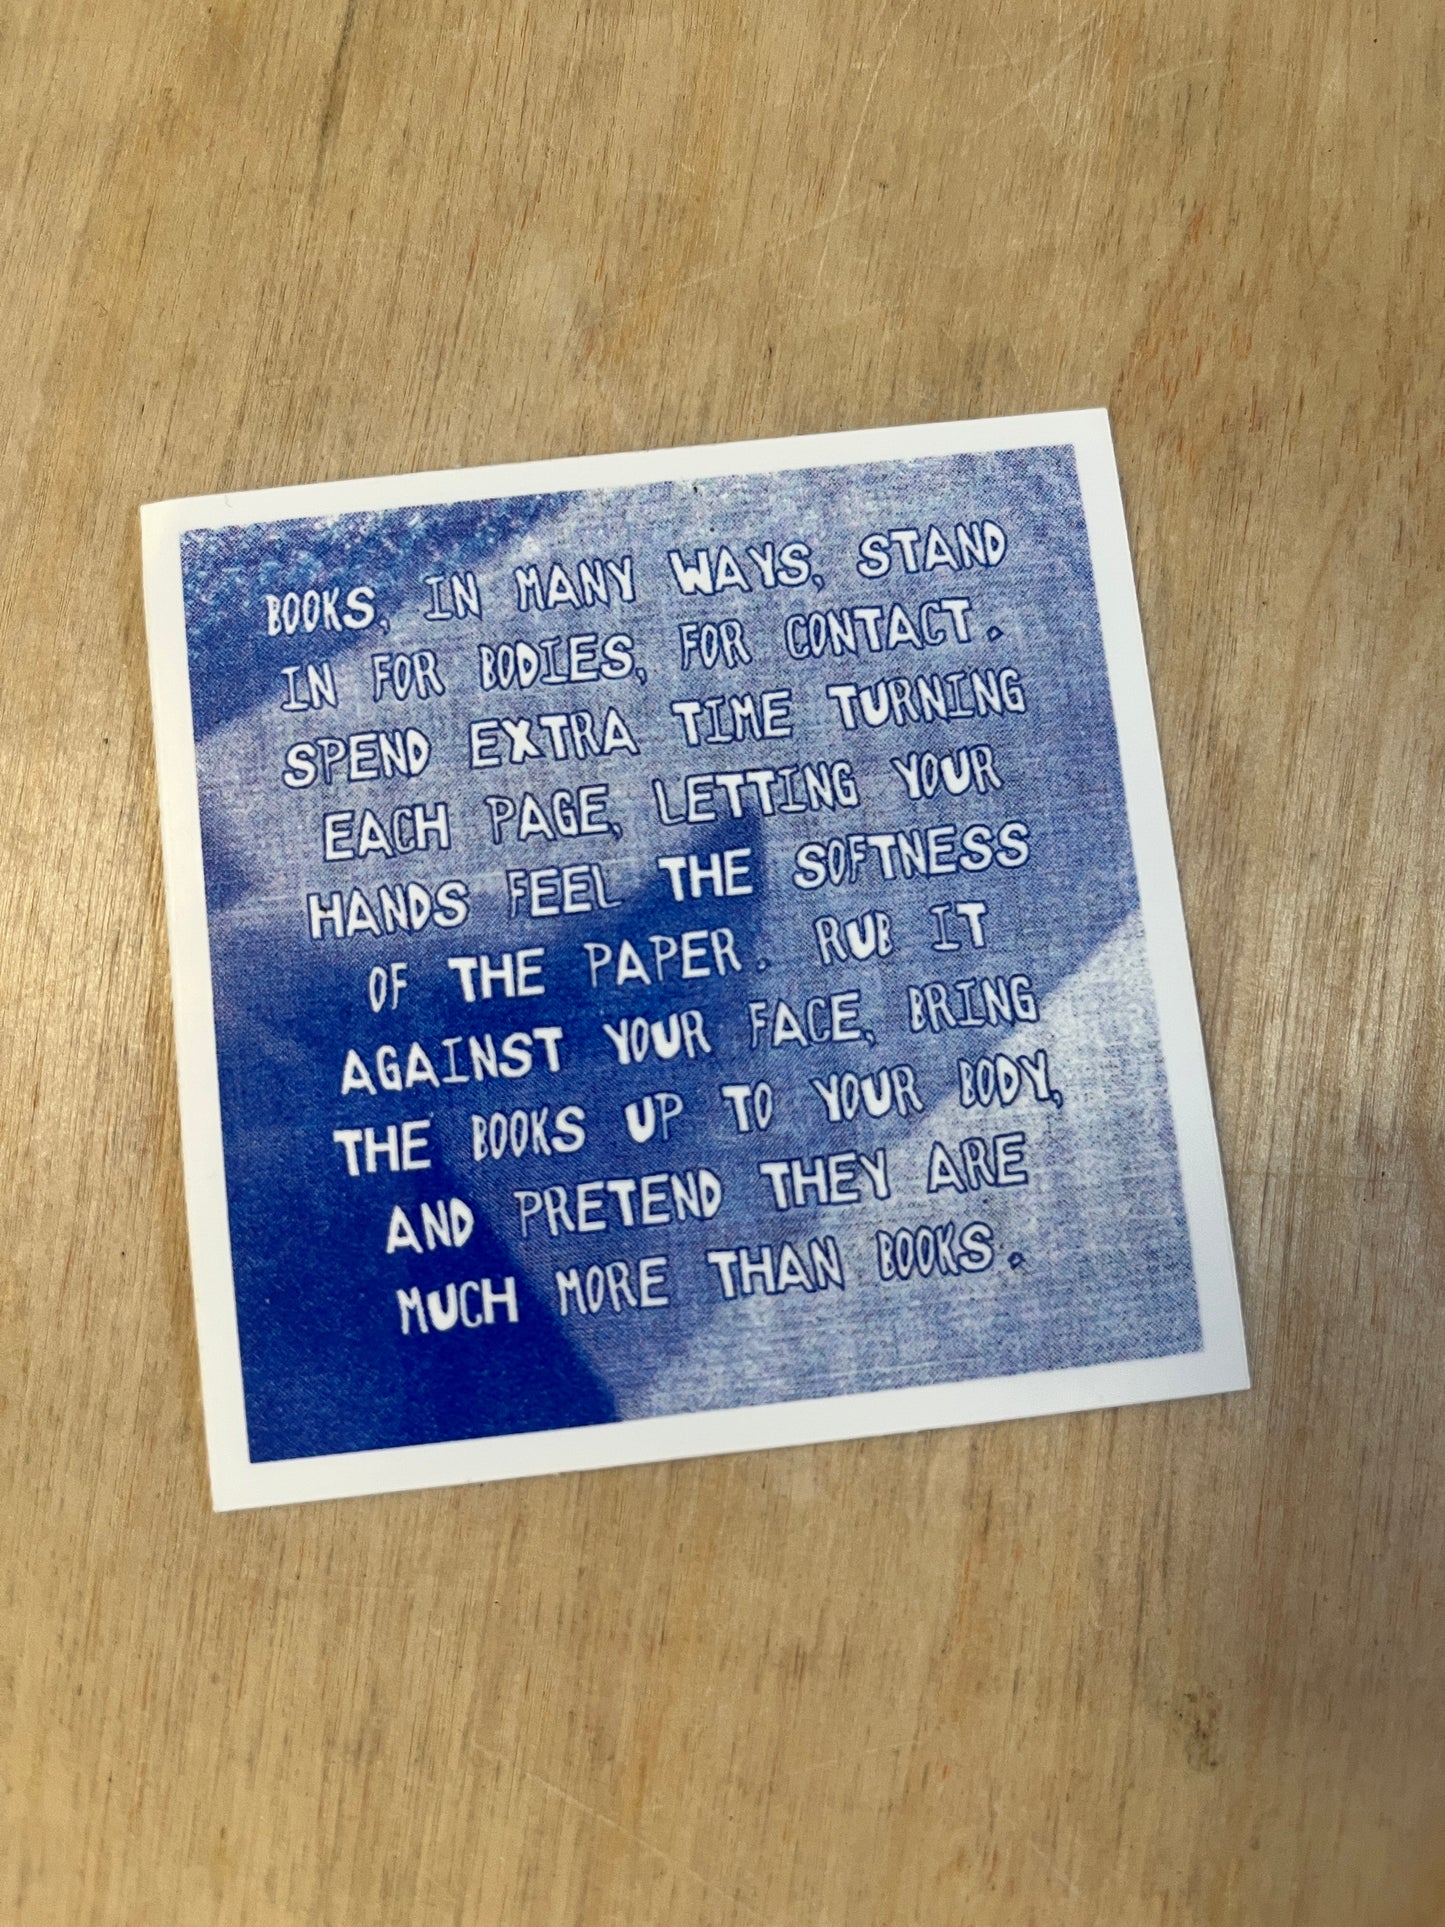 BOOKS, IN MANY WAYS, STAND
IN FOR BODIES, FOR CONTACT.
SPEND EXTRA TIME TURNING
EACH PAGE, LETTING YOUR
HANDS FEEL THE SOFTNESS
OF THE PAPER. RUB IT
AGAINST YOUR FACE, BRING
THE BOOKS UP TO YOUR BODY,
AND PRETEND THEY ARE
MUCH MORE THAN BOOKS.